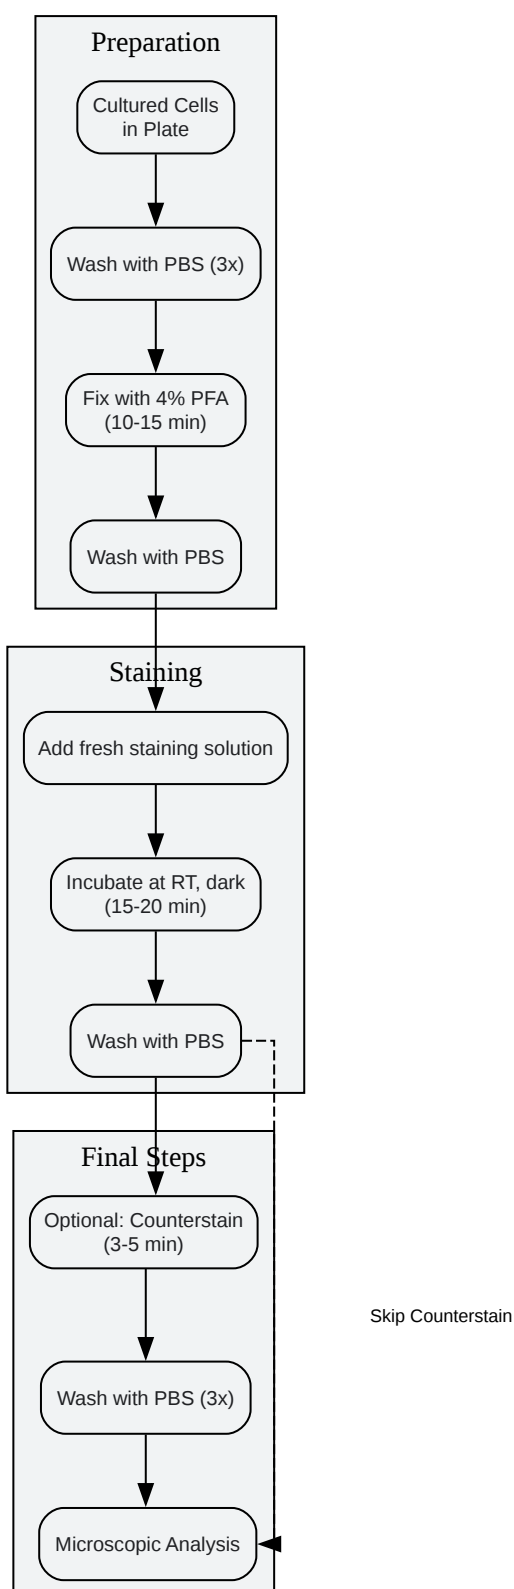 Preparation
Cultured Cells
in Plate
Wash with PBS (3x)
Fix with 4% PFA
(10-15 min)
Wash with PBS
Staining
Add fresh staining solution
Incubate at RT, dark
(15-20 min)
Wash with PBS
Final Steps
Optional: Counterstain
(3-5 min)
Skip Counterstain
Wash with PBS (3x)
Microscopic Analysis